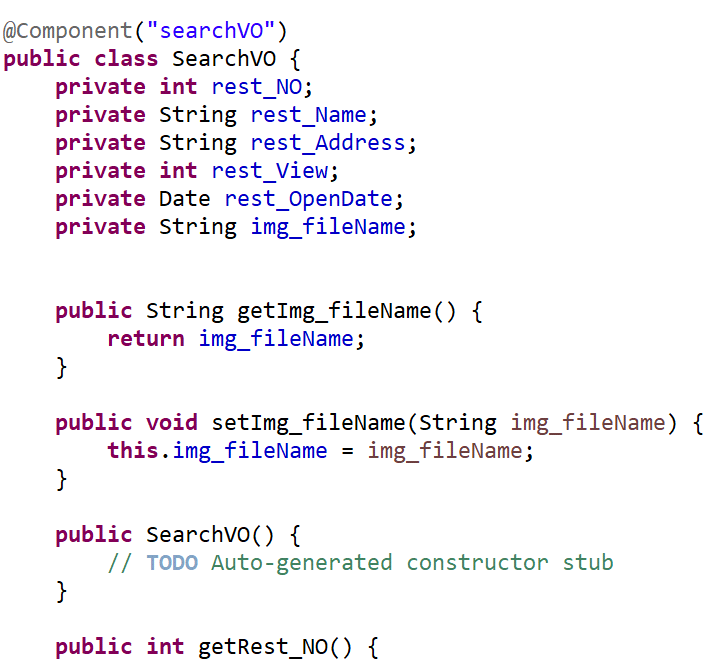 @Component("searchVO")
public class SearchVO {
    private int rest_NO;
    private String rest_Name;
    private String rest_Address;
    private int rest_View;
    private Date rest_OpenDate;
    private String img_fileName;
    public String getImg_fileName() {
        return img_fileName;
    }
    public void setImg_fileName(String img_fileName) {
        this.img_fileName = img_fileName;
    }
    public SearchVO() {
        // TODO Auto-generated constructor stub
    }
    public int getRest_NO() {